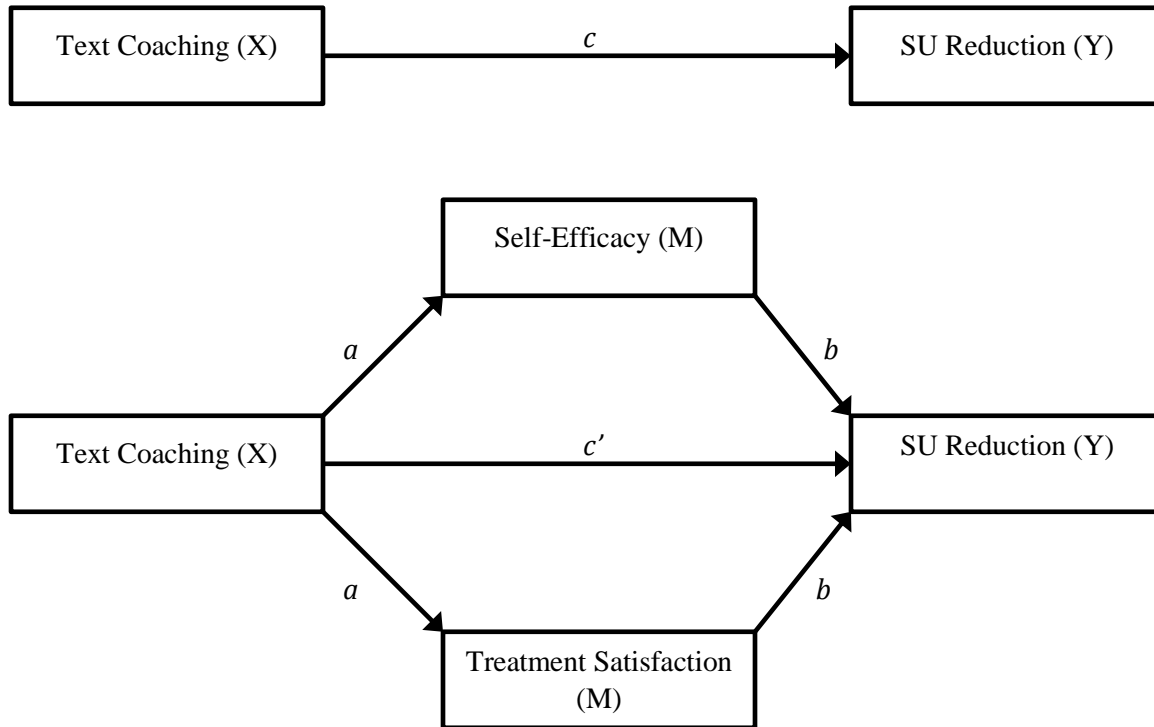 Text Coaching (X)
c
SU Reduction (Y)
Self-Efficacy (M)
a
b
Text Coaching (X)
c’
SU Reduction (Y)
a
b
Treatment Satisfaction
(M)